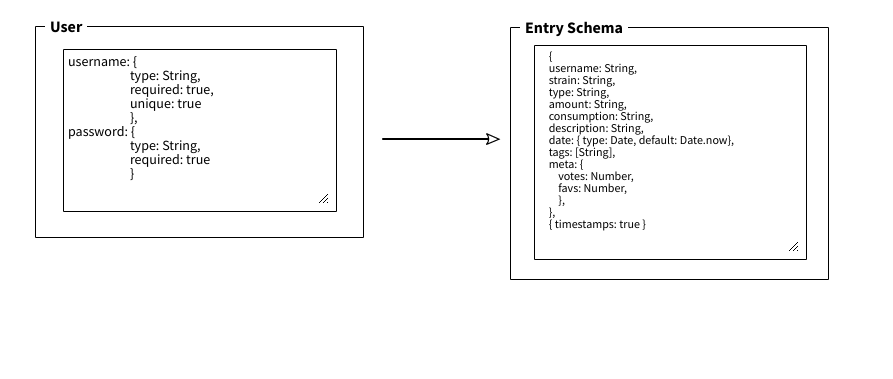 User
username: {
type: String,
required: true,
unique: true
},
password: {
type: String,
required: true
}
Entry Schema
{
username: String,
strain: String,
type: String,
amount: String,
consumption: String,
description: String,
date: { type: Date, default: Date.now},
tags: [String],
meta: {
votes: Number,
favs: Number,
},
},
{ timestamps: true }